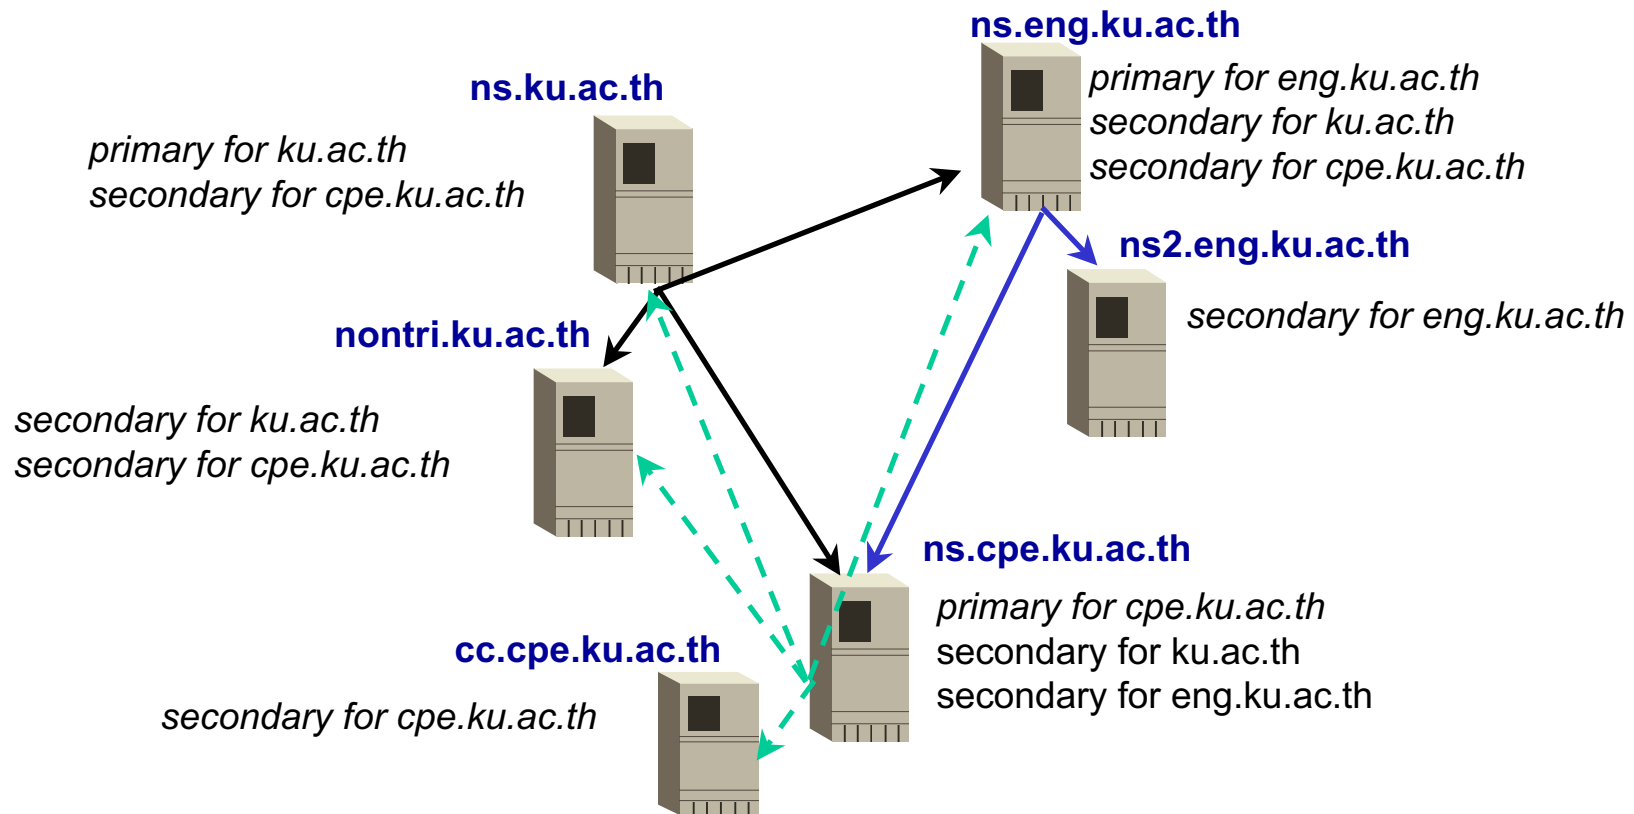 ns.ku.ac.th
primary for ku.ac.th
secondary for cpe.ku.ac.th
ns.eng.ku.ac.th
primary for eng.ku.ac.th
secondary for ku.ac.th
secondary for cpe.ku.ac.th
ns2.eng.ku.ac.th
secondary for eng.ku.ac.th
nontri.ku.ac.th
secondary for ku.ac.th
secondary for cpe.ku.ac.th
ns.cpe.ku.ac.th
primary for cpe.ku.ac.th
secondary for ku.ac.th
secondary for eng.ku.ac.th
cc.cpe.ku.ac.th
secondary for cpe.ku.ac.th